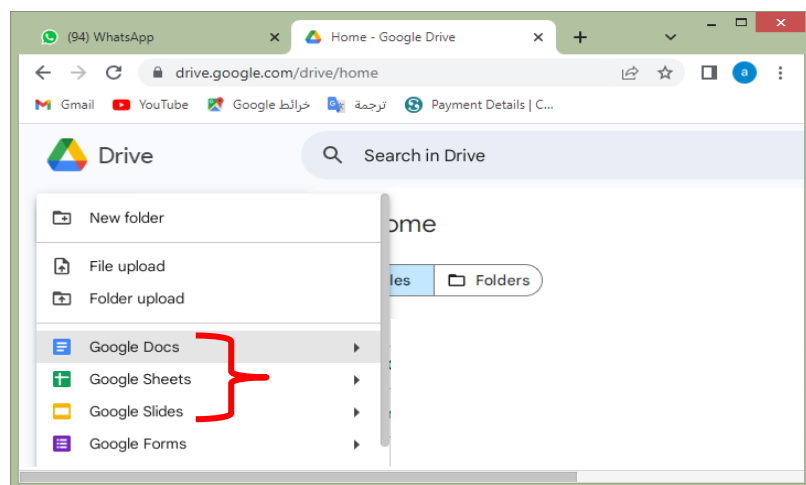 (94) WhatsApp
Home - Google Drive
drive.google.com/drive/home
a
Gmail YouTube خرائط Google ترجمة Payment Details | C...
Drive
Search in Drive
New folder
ome
File upload
les
Folders
Folder upload
Google Docs
Google Sheets
Google Slides
Google Forms